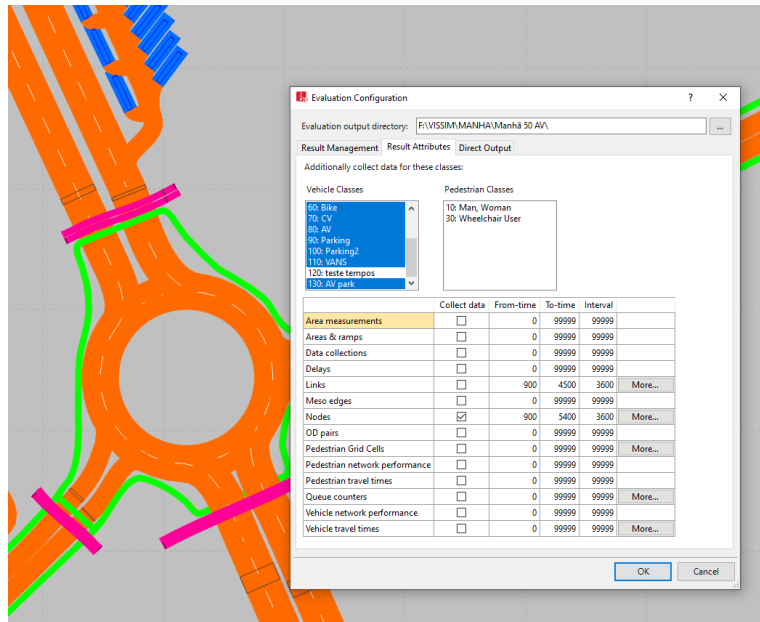 Evaluation Configuration
? ×
Evaluation output directory: F:\VISSIM\MANHA\Manhã 50 AV\ ...
Result Management Result Attributes Direct Output
Additionally collect data for these classes:
Vehicle Classes Pedestrian Classes
60: Bike 10: Man, Woman
70: CV 30: Wheelchair User
80: AV
90: Parking
100: Parking2
110: VANS
120: teste tempos
130: AV park
Collect data From-time To-time Interval
Area measurements 0 99999 99999
Areas & ramps 0 99999 99999
Data collections 0 99999 99999
Delays 0 99999 99999
Links 900 4500 3600 More...
Meso edges 0 99999 99999
Nodes 900 5400 3600 More...
OD pairs 0 99999 99999
Pedestrian Grid Cells 0 99999 99999 More...
Pedestrian network performance 0 99999 99999
Pedestrian travel times 0 99999 99999
Queue counters 0 99999 99999 More...
Vehicle network performance 0 99999 99999
Vehicle travel times 0 99999 99999 More...
OK Cancel